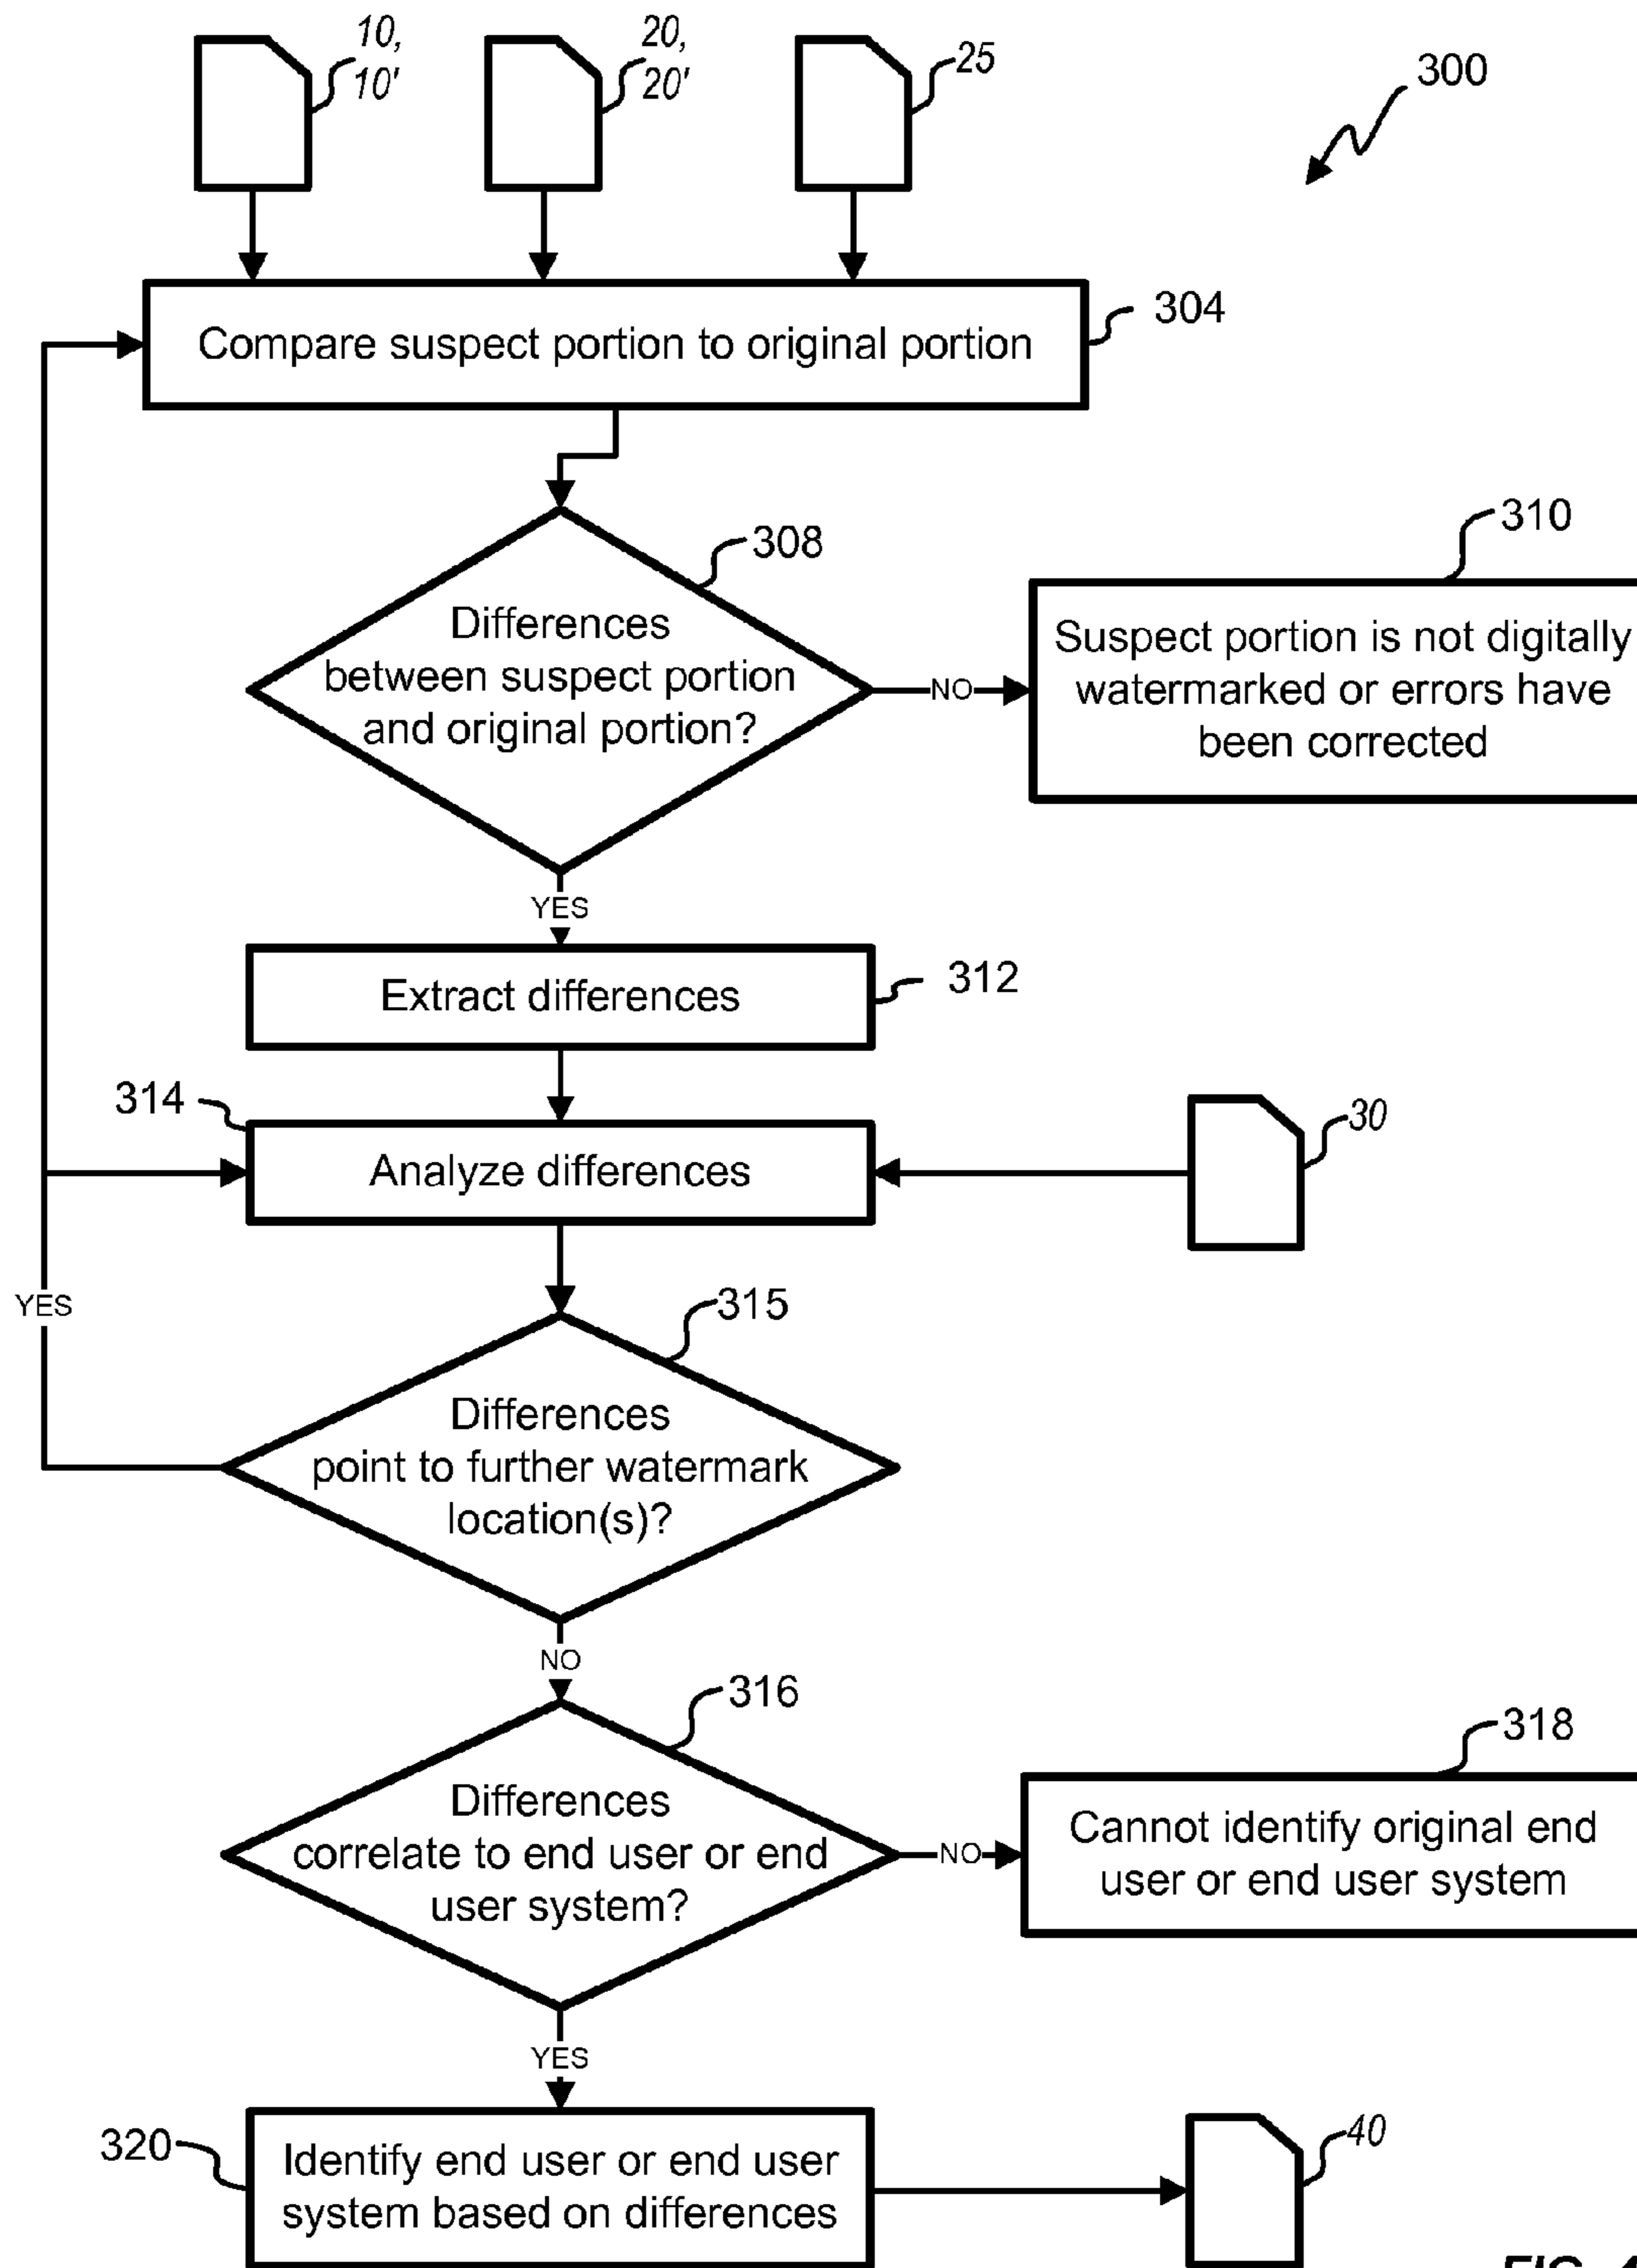 10,
10'
20,
20'
25
300
304
Compare suspect portion to original portion
308
310
Differences
between suspect portion
and original portion?
NO
Suspect portion is not digitally
watermarked or errors have
been corrected
YES
312
Extract differences
314
30
Analyze differences
YES
315
Differences
point to further watermark
location(s)?
NO
316
318
Differences
correlate to end user or end
user system?
NO
Cannot identify original end
user or end user system
YES
320
40
Identify end user or end user
system based on differences